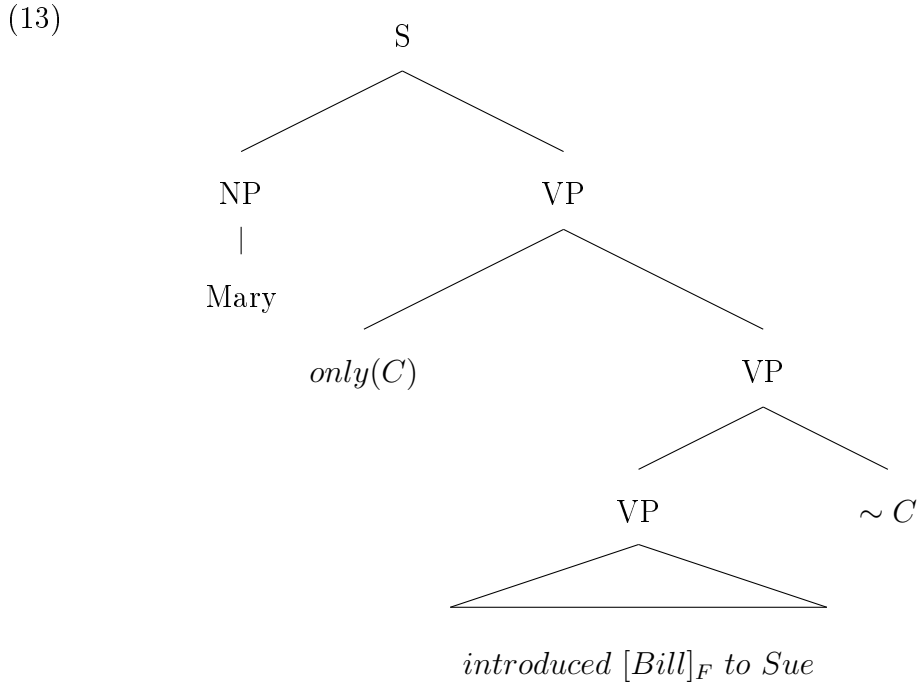 (13)
S
NP VP
Mary
only(C) VP
VP ∼ C
introduced [Bill]F to Sue